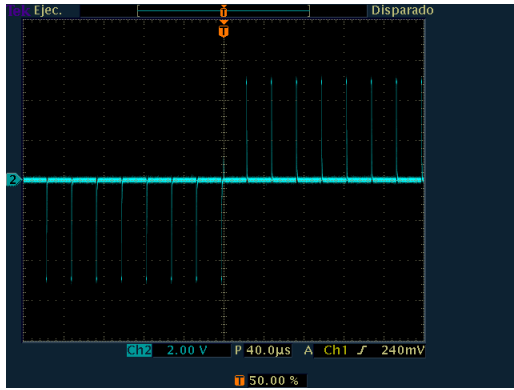 Ejec.
Disparado
T
T
2
Ch2 2.00 V P 40.0µs A Ch1 ƒ 240mV
T 50.00 %